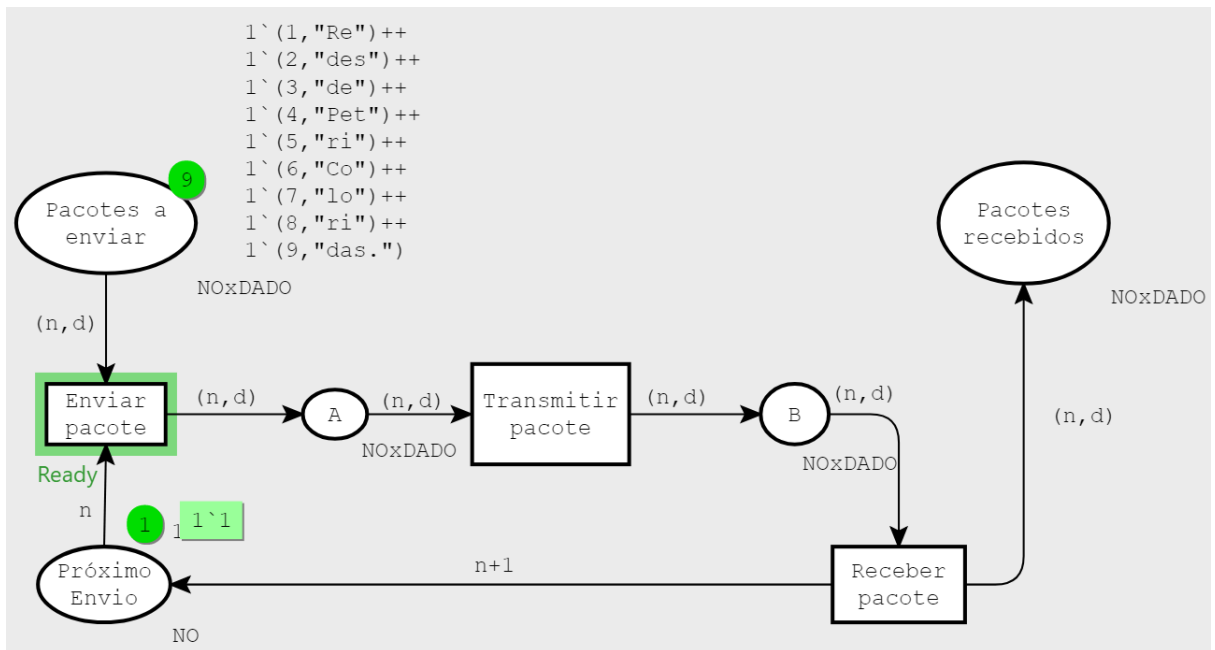 1`(1,"Re")++
1`(2,"des")++
1`(3,"de")++
1`(4,"Pet")++
1`(5,"ri")++
1`(6,"Co")++
1`(7,"lo")++
1`(8,"ri")++
1`(9,"das.")
9
Pacotes a
enviar
NOxDADO
Pacotes
recebidos
NOxDADO
(n,d)
Enviar
pacote
Ready
(n,d)
A
NOxDADO
(n,d)
Transmitir
pacote
(n,d)
B
NOxDADO
(n,d)
(n,d)
n
1
1
1`1
Próximo
Envio
NO
n+1
Receber
pacote